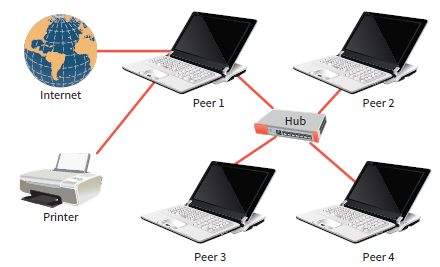 Internet
Peer 1
Peer 2
Hub
Printer
Peer 3
Peer 4